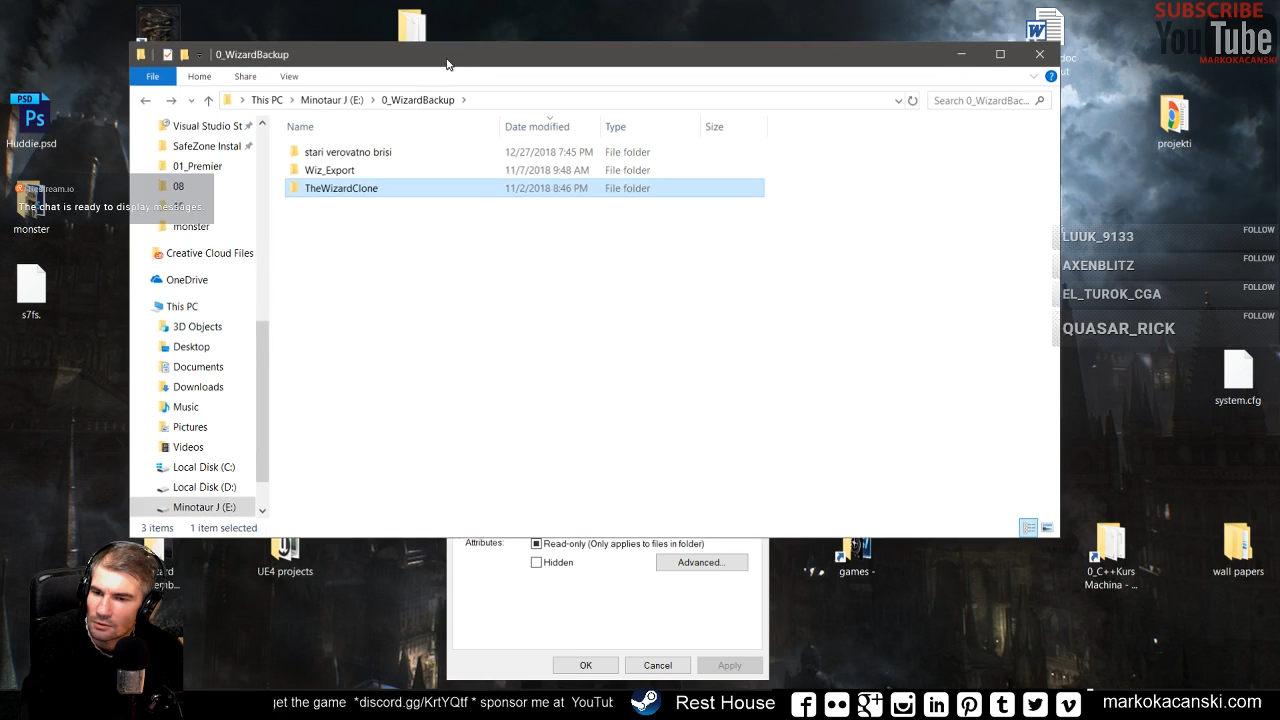 SUBSCRIBE
YouTube
MARKOKACANSKI
0_WizardBackup
File Home Share View
This PC Minotaur J (E:) 0_WizardBackup
Search 0_WizardBac...
Name Date modified Type Size
stari verovatno brisi 12/27/2018 7:45 PM File folder
Wiz_Export 11/7/2018 9:48 AM File folder
TheWizardClone 11/2/2018 8:46 PM File folder
Visual Studio St
SafeZone Instal
01_Premier
08
monster
Creative Cloud Files
OneDrive
This PC
3D Objects
Desktop
Documents
Downloads
Music
Pictures
Videos
Local Disk (C:)
Local Disk (D:)
Minotaur J (E:)
3 items 1 item selected
PSD
Ps
Huddie.psd
The chat is ready to display messages.
monster
s7fs.
projekti
LUUK_9133 FOLLOW
AXENBLITZ FOLLOW
EL_TUROK_CGA FOLLOW
QUASAR_RICK FOLLOW
system.cfg
Attributes: Read-only (Only applies to files in folder)
Hidden Advanced...
OK Cancel Apply
UE4 projects
games -
0_C++Kurs
Machina - ...
wall papers
get the game *discord.gg/KrtYQtf * sponsor me at YouTub
Rest House
markokacanski.com